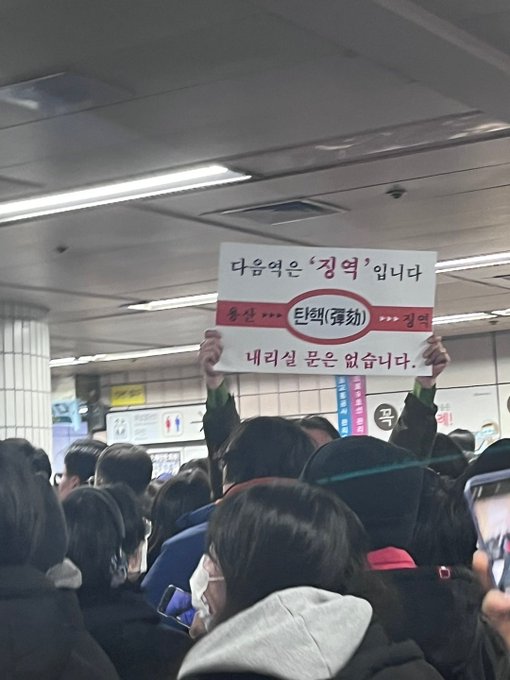 다음역은 '징역'입니다
용산 ▸▸▸ 탄핵(彈劾) ▸▸▸ 징역
내리실 문은 없습니다.
꼭